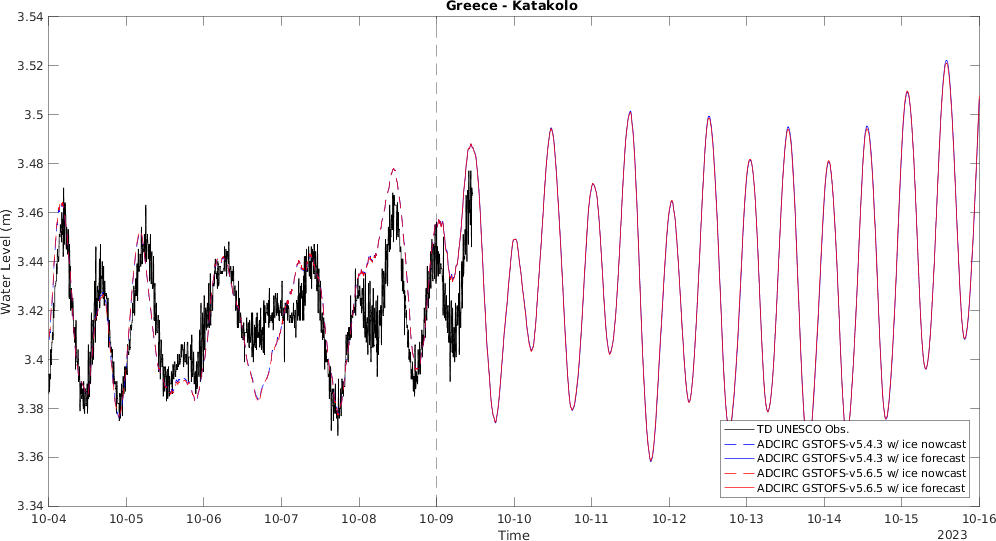 Greece - Katakolo
3.54
3.52
3.5
3.48
3.46
3.44
3.42
3.4
3.38
3.36
3.34
Water Level (m)
10-04 10-05 10-06 10-07 10-08 10-09 10-10 10-11 10-12 10-13 10-14 10-15 10-16
Time
2023
TD UNESCO Obs.
ADCIRC GSTOFS-v5.4.3 w/ ice nowcast
ADCIRC GSTOFS-v5.4.3 w/ ice forecast
ADCIRC GSTOFS-v5.6.5 w/ ice nowcast
ADCIRC GSTOFS-v5.6.5 w/ ice forecast